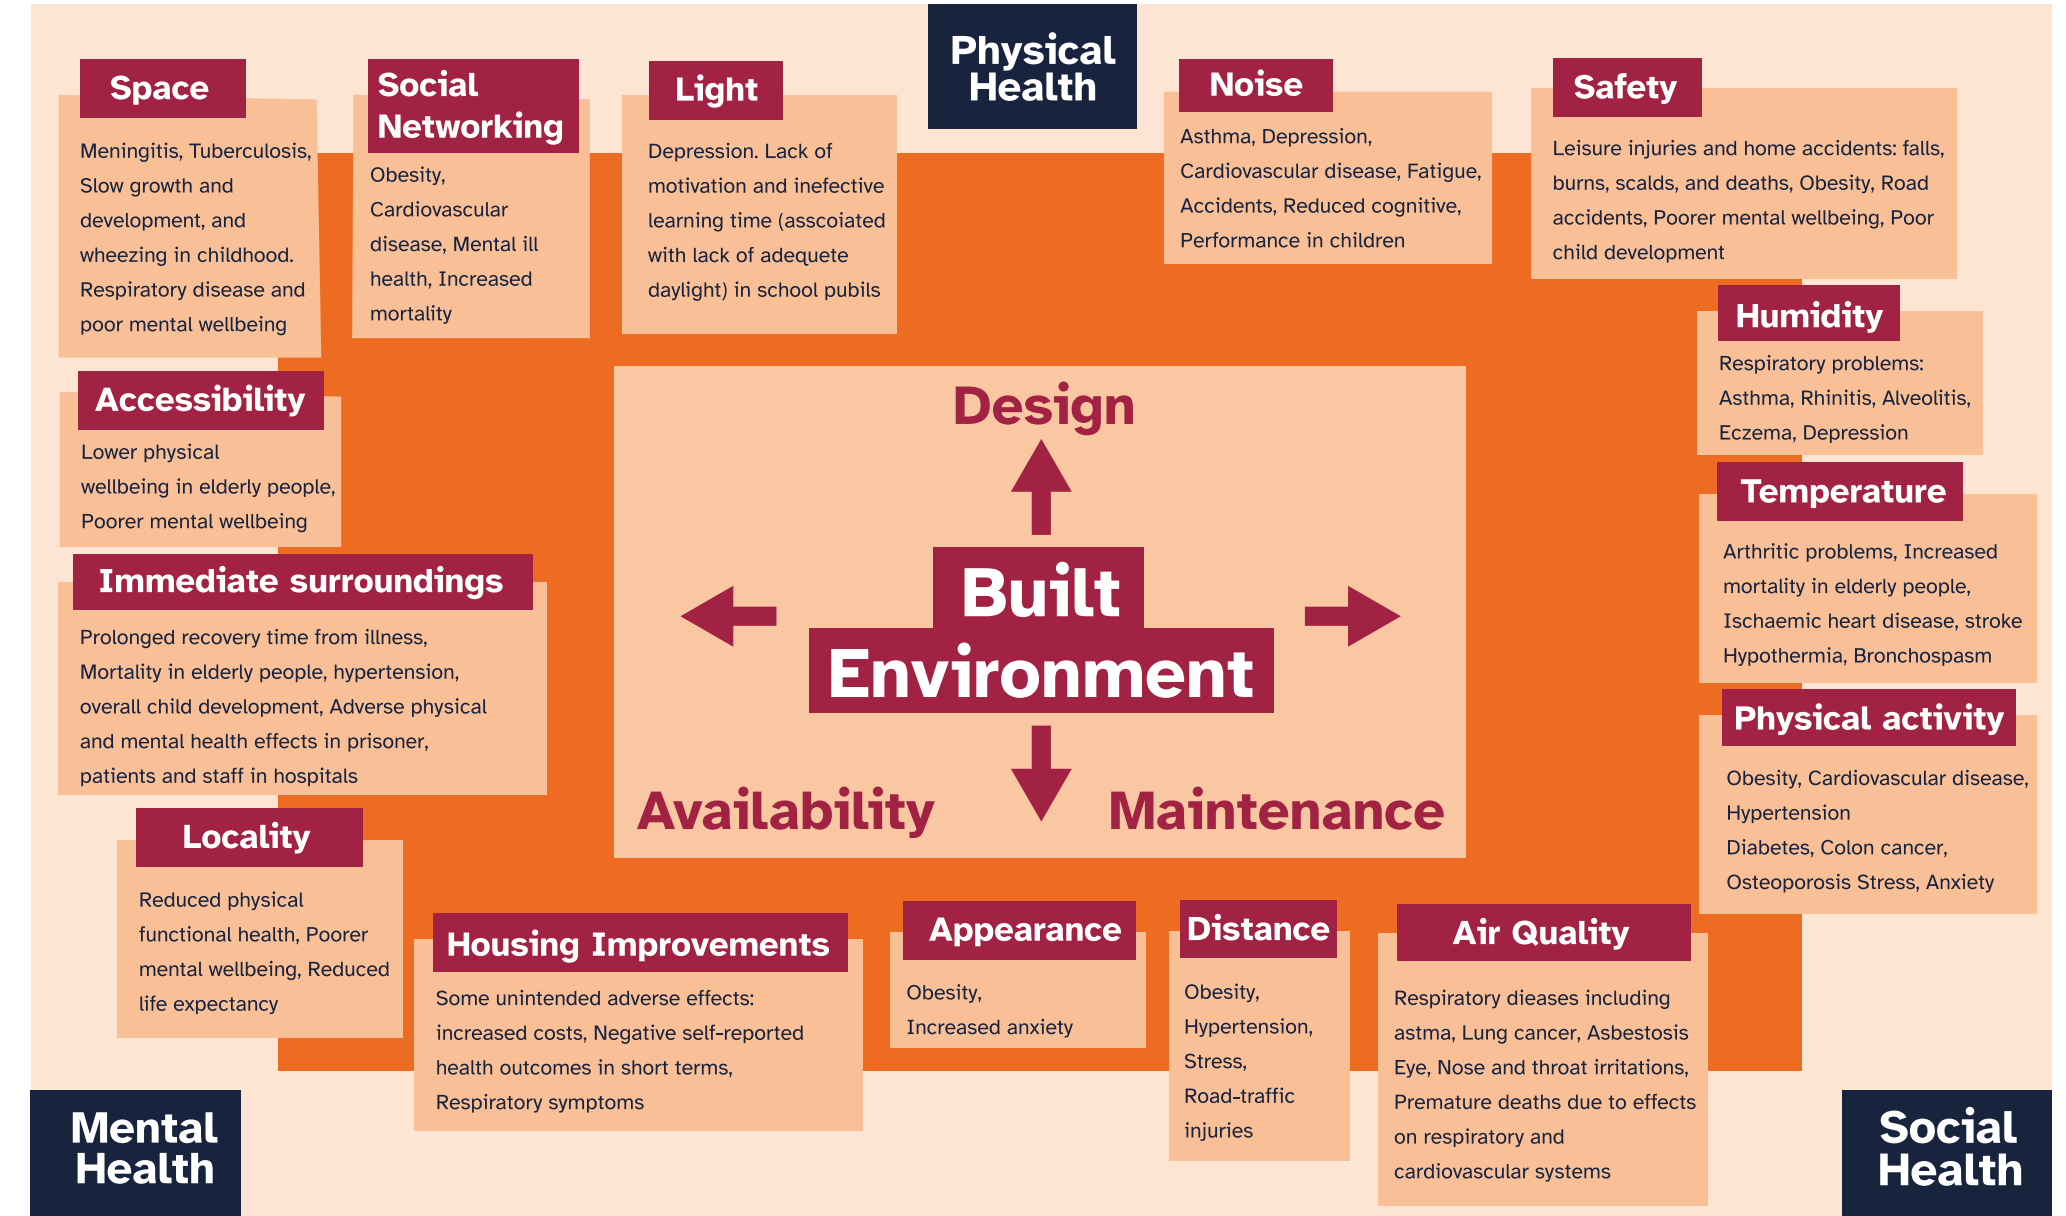 Physical
Health
Space
Meningitis, Tuberculosis,
Slow growth and
development, and
wheezing in childhood.
Respiratory disease and
poor mental wellbeing
Social
Networking
Obesity,
Cardiovascular
disease, Mental ill
health, Increased
mortality
Light
Depression. Lack of
motivation and inefective
learning time (asscoiated
with lack of adequete
daylight) in school pubils
Noise
Asthma, Depression,
Cardiovascular disease, Fatigue,
Accidents, Reduced cognitive,
Performance in children
Safety
Leisure injuries and home accidents: falls,
burns, scalds, and deaths, Obesity, Road
accidents, Poorer mental wellbeing, Poor
child development
Humidity
Respiratory problems:
Asthma, Rhinitis, Alveolitis,
Eczema, Depression
Accessibility
Lower physical
wellbeing in elderly people,
Poorer mental wellbeing
Design
Built
Environment
Availability
Maintenance
Temperature
Arthritic problems, Increased
mortality in elderly people,
Ischaemic heart disease, stroke
Hypothermia, Bronchospasm
Immediate surroundings
Prolonged recovery time from illness,
Mortality in elderly people, hypertension,
overall child development, Adverse physical
and mental health effects in prisoner,
patients and staff in hospitals
Physical activity
Obesity, Cardiovascular disease,
Hypertension
Diabetes, Colon cancer,
Osteoporosis Stress, Anxiety
Locality
Reduced physical
functional health, Poorer
mental wellbeing, Reduced
life expectancy
Housing Improvements
Some unintended adverse effects:
increased costs, Negative self-reported
health outcomes in short terms,
Respiratory symptoms
Appearance
Obesity,
Increased anxiety
Distance
Obesity,
Hypertension,
Stress,
Road-traffic
injuries
Air Quality
Respiratory dieases including
astma, Lung cancer, Asbestosis
Eye, Nose and throat irritations,
Premature deaths due to effects
on respiratory and
cardiovascular systems
Mental
Health
Social
Health